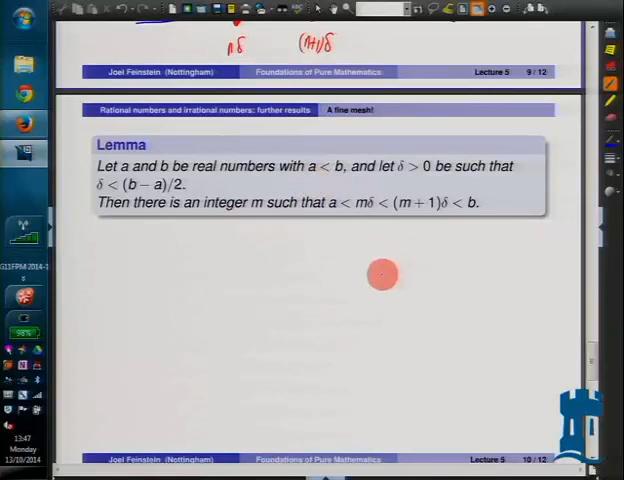 nδ (n+1)δ
Joel Feinstein (Nottingham) Foundations of Pure Mathematics Lecture 5 9 / 12
Rational numbers and irrational numbers: further results A fine mesh!
Lemma
Let a and b be real numbers with a < b, and let δ > 0 be such that
δ < (b − a)/2.
Then there is an integer m such that a < mδ < (m + 1)δ < b.
G11FPM-2014-1
98%
13:47
Monday
13/10/2014
Joel Feinstein (Nottingham) Foundations of Pure Mathematics Lecture 5 10 / 12